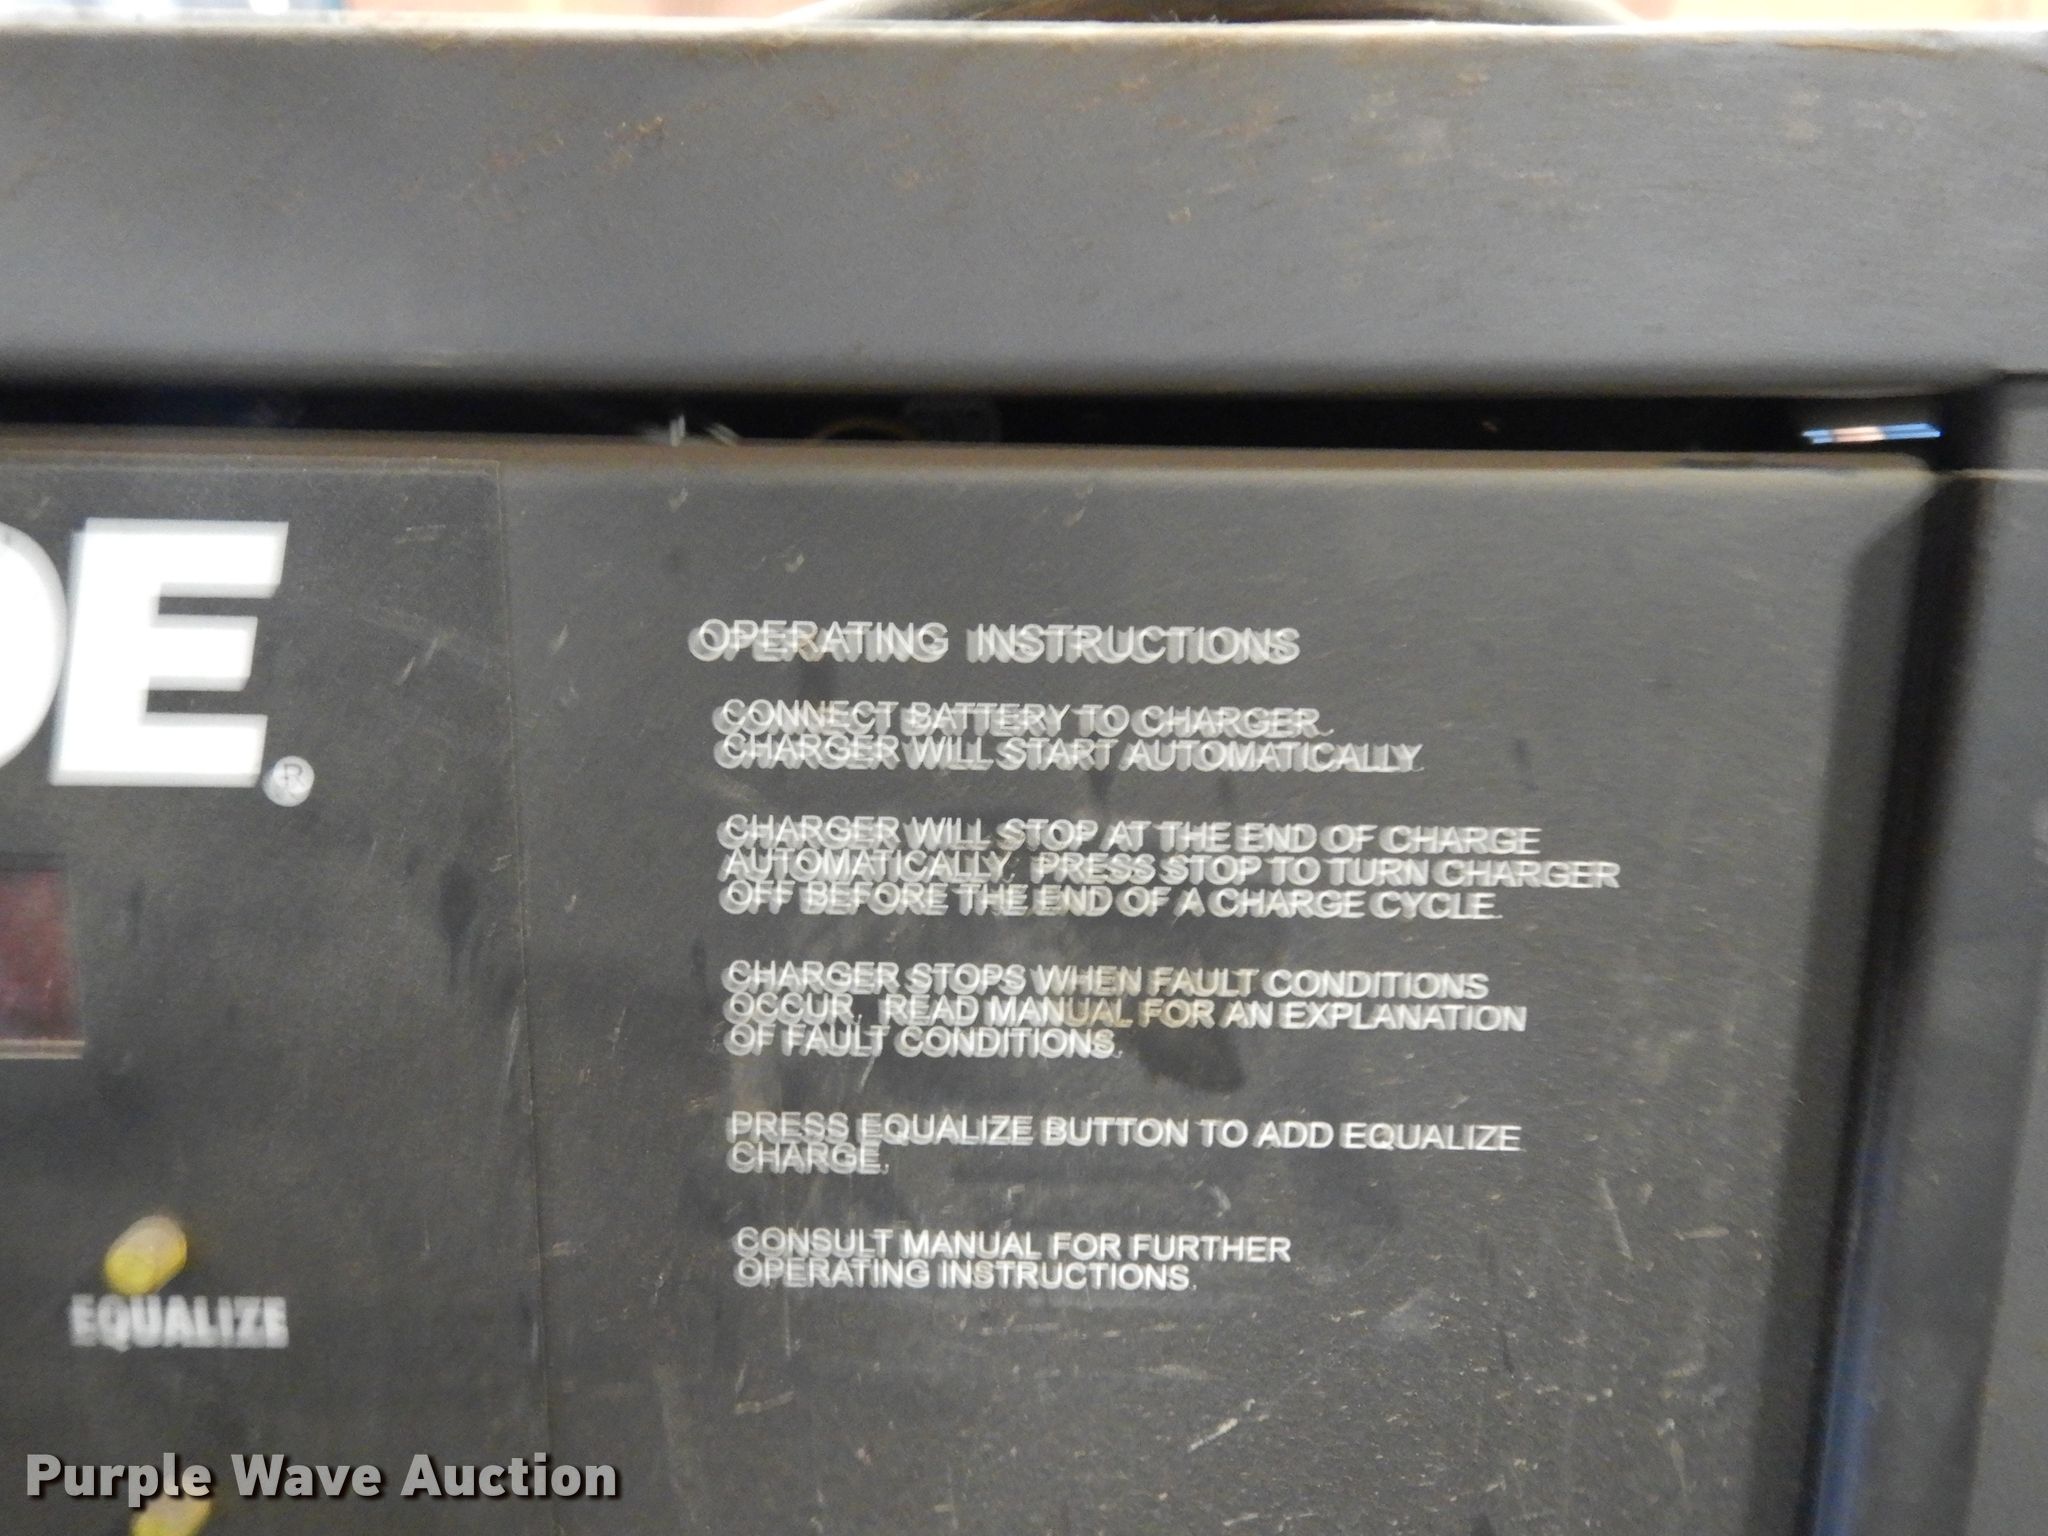 DE®
OPERATING INSTRUCTIONS
CONNECT BATTERY TO CHARGER.
CHARGER WILL START AUTOMATICALLY.
CHARGER WILL STOP AT THE END OF CHARGE
AUTOMATICALLY. PRESS STOP TO TURN CHARGER
OFF BEFORE THE END OF A CHARGE CYCLE.
CHARGER STOPS WHEN FAULT CONDITIONS
OCCUR. READ MANUAL FOR AN EXPLANATION
OF FAULT CONDITIONS.
PRESS EQUALIZE BUTTON TO ADD EQUALIZE
CHARGE.
CONSULT MANUAL FOR FURTHER
OPERATING INSTRUCTIONS.
EQUALIZE
Purple Wave Auction